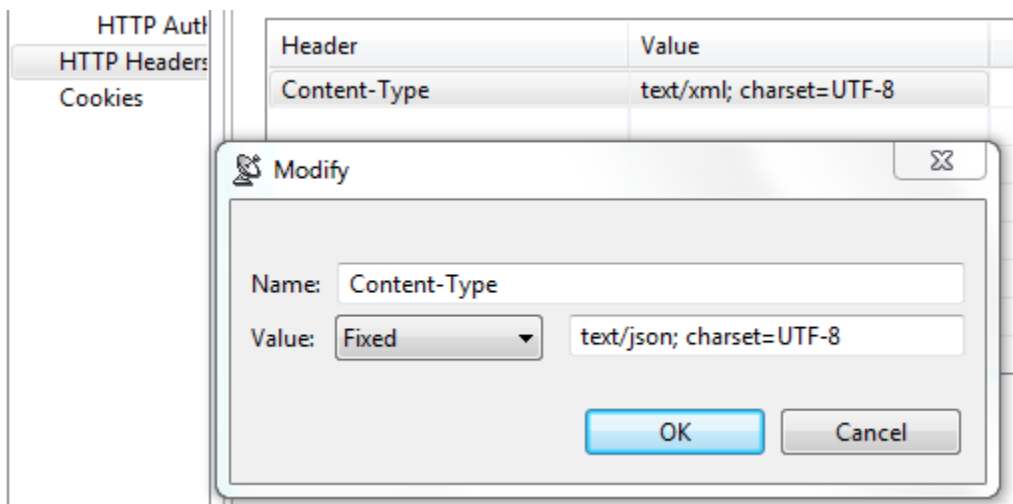 HTTP Auth
HTTP Headers
Cookies
Header Value
Content-Type text/xml; charset=UTF-8
Modify
Name: Content-Type
Value: Fixed text/json; charset=UTF-8
OK Cancel